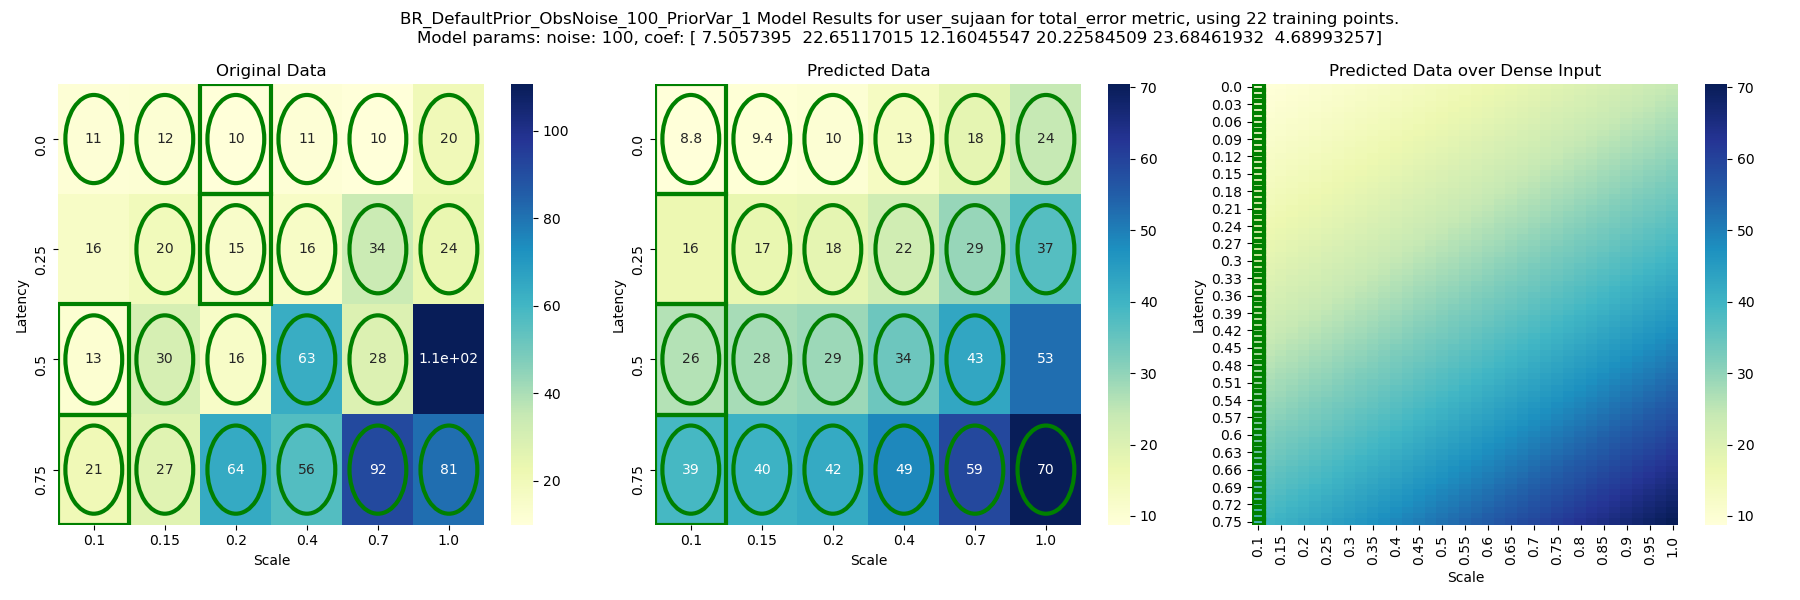 BR_DefaultPrior_ObsNoise_100_PriorVar_1 Model Results for user_sujaan for total_error metric, using 22 training points.
Model params: noise: 100, coef: [ 7.5057395  22.65117015 12.16045547 20.22584509 23.68461932  4.68993257]
Original Data
11 12 10 11 10 20
16 20 15 16 34 24
13 30 16 63 28 1.1e+02
21 27 64 56 92 81
0.0
0.25
0.5
0.75
Latency
0.1 0.15 0.2 0.4 0.7 1.0
Scale
100
80
60
40
20
Predicted Data
8.8 9.4 10 13 18 24
16 17 18 22 29 37
26 28 29 34 43 53
39 40 42 49 59 70
0.0
0.25
0.5
0.75
Latency
0.1 0.15 0.2 0.4 0.7 1.0
Scale
70
60
50
40
30
20
10
Predicted Data over Dense Input
0.0
0.03
0.06
0.09
0.12
0.15
0.18
0.21
0.24
0.27
0.3
0.33
0.36
0.39
0.42
0.45
0.48
0.51
0.54
0.57
0.6
0.63
0.66
0.69
0.72
0.75
Latency
0.1 0.15 0.2 0.25 0.3 0.35 0.4 0.45 0.5 0.55 0.6 0.65 0.7 0.75 0.8 0.85 0.9 0.95 1.0
Scale
70
60
50
40
30
20
10